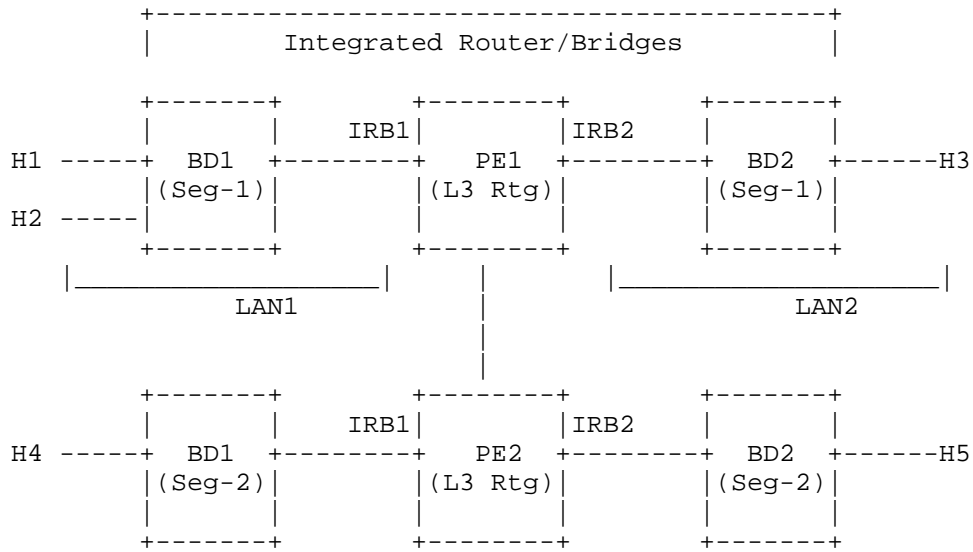 Integrated Router/Bridges
IRB1 IRB2
H1 BD1 PE1 BD2 H3
(Seg-1) (L3 Rtg) (Seg-1)
H2
LAN1 LAN2
IRB1 IRB2
H4 BD1 PE2 BD2 H5
(Seg-2) (L3 Rtg) (Seg-2)